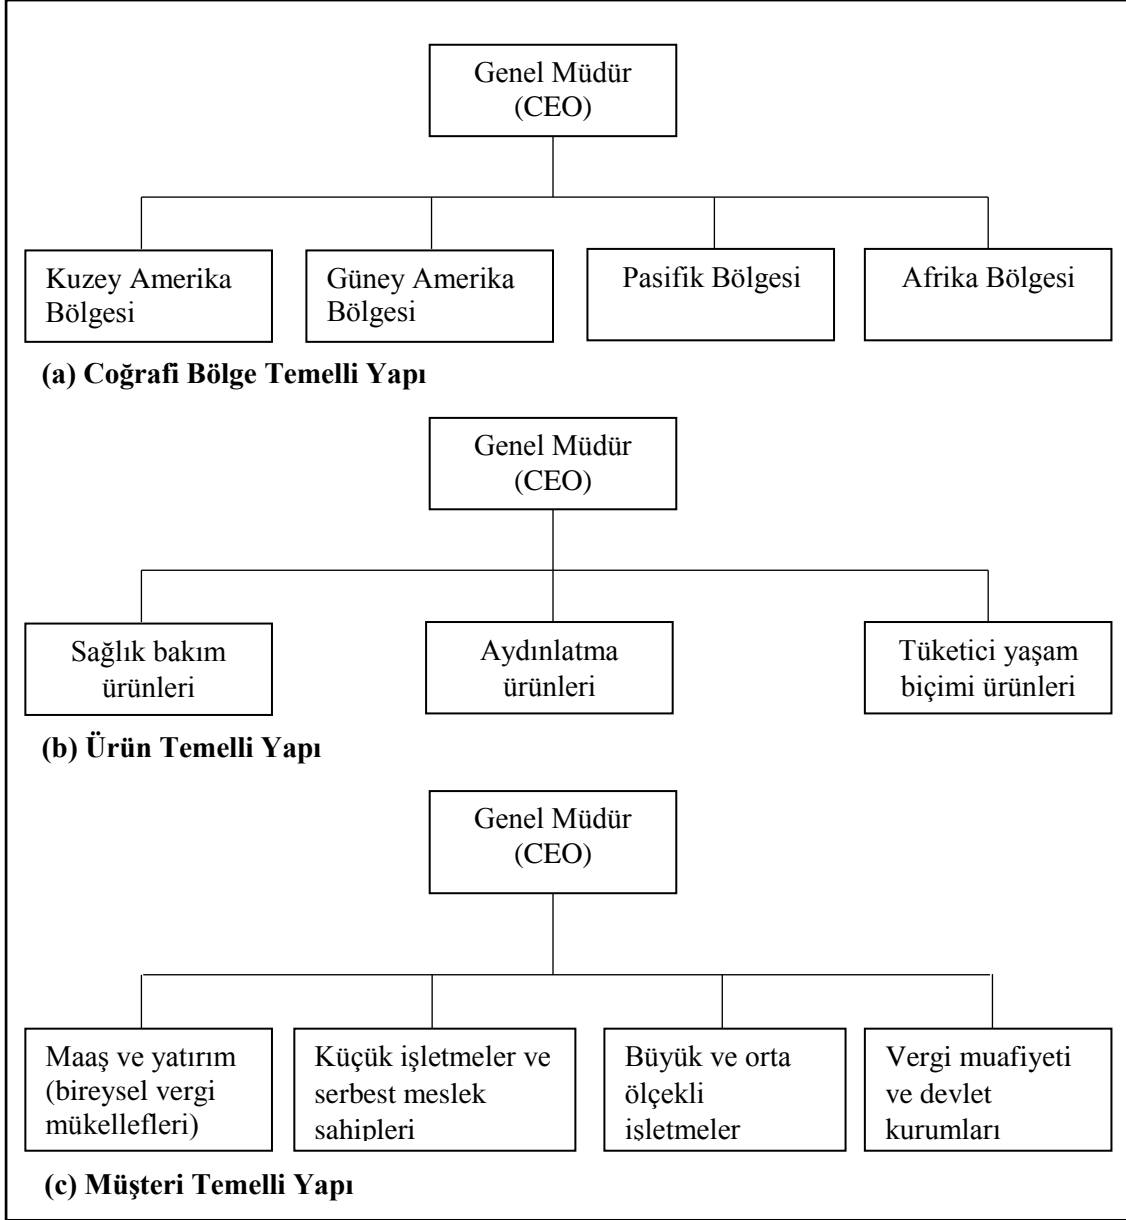 Genel Müdür
(CEO)
Kuzey Amerika
Bölgesi
Güney Amerika
Bölgesi
Pasifik Bölgesi
Afrika Bölgesi
(a) Coğrafi Bölge Temelli Yapı
Genel Müdür
(CEO)
Sağlık bakım
ürünleri
Aydınlatma
ürünleri
Tüketici yaşam
biçimi ürünleri
(b) Ürün Temelli Yapı
Genel Müdür
(CEO)
Maaş ve yatırım
(bireysel vergi
mükellefleri)
Küçük işletmeler ve
serbest meslek
sahipleri
Büyük ve orta
ölçekli
işletmeler
Vergi muafiyeti
ve devlet
kurumları
(c) Müşteri Temelli Yapı